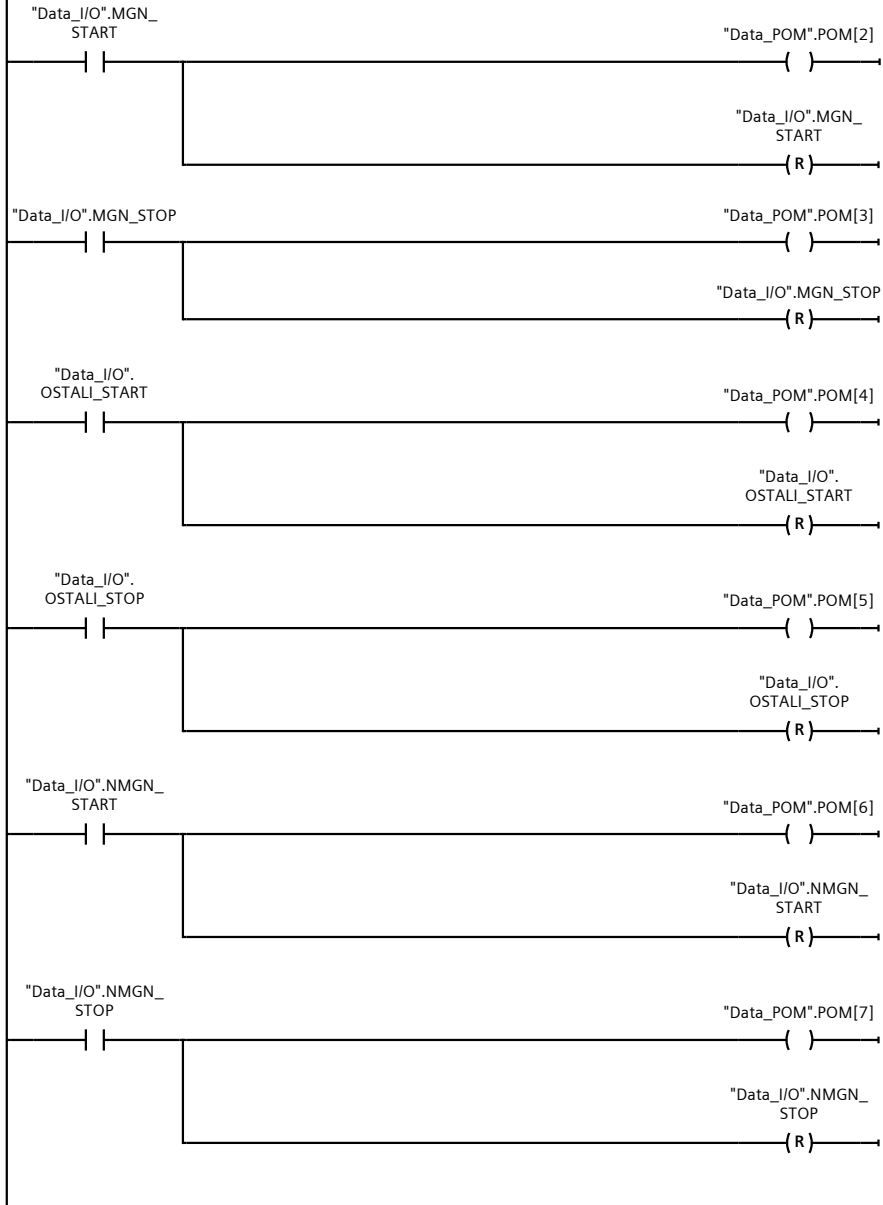 "Data_I/O".MGN_
START
"Data_POM".POM[2]
"Data_I/O".MGN_
START
R
"Data_I/O".MGN_STOP
"Data_POM".POM[3]
"Data_I/O".MGN_STOP
R
"Data_I/O".
OSTALI_START
"Data_POM".POM[4]
"Data_I/O".
OSTALI_START
R
"Data_I/O".
OSTALI_STOP
"Data_POM".POM[5]
"Data_I/O".
OSTALI_STOP
R
"Data_I/O".NMGN_
START
"Data_POM".POM[6]
"Data_I/O".NMGN_
START
R
"Data_I/O".NMGN_
STOP
"Data_POM".POM[7]
"Data_I/O".NMGN_
STOP
R